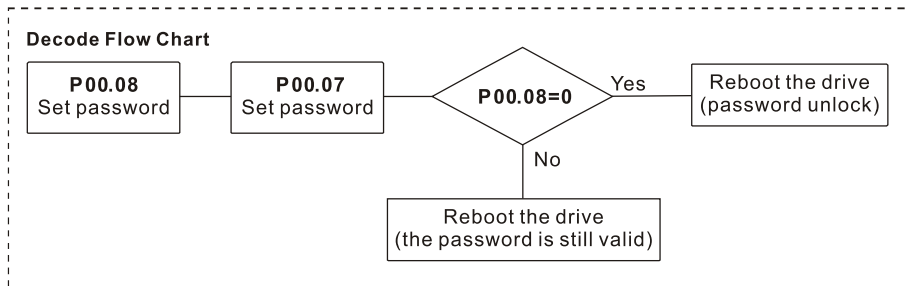 Decode Flow Chart
P00.08
Set password
P00.07
Set password
P00.08=0
Yes
Reboot the drive
(password unlock)
No
Reboot the drive
(the password is still valid)